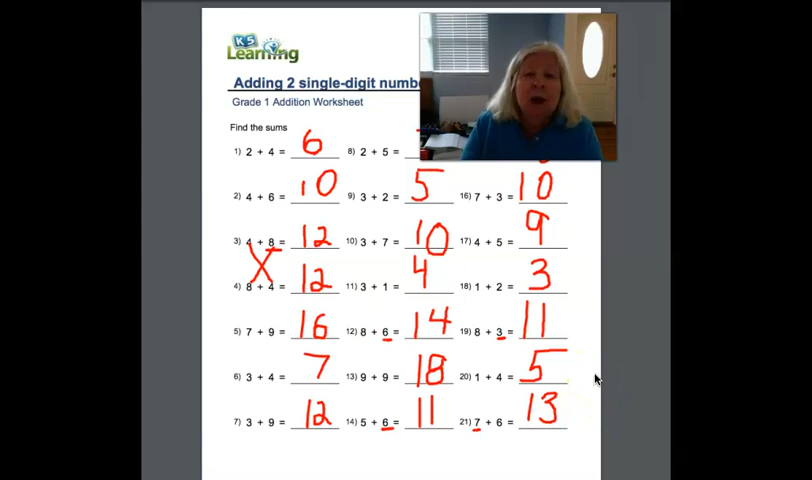 K5
Learning
Adding 2 single-digit
Grade 1 Addition Worksheet
Find the sums
1) 2 + 4 = 6
2) 4 + 6 = 10
3) 4 + 8 = 12
4) 8 + 4 = 12
5) 7 + 9 = 16
6) 3 + 4 = 7
7) 3 + 9 = 12
8) 2 + 5 =
9) 3 + 2 = 5
10) 3 + 7 = 10
11) 3 + 1 = 4
12) 8 + 6 = 14
13) 9 + 9 = 18
14) 5 + 6 = 11
16) 7 + 3 = 10
17) 4 + 5 = 9
18) 1 + 2 = 3
19) 8 + 3 = 11
20) 1 + 4 = 5
21) 7 + 6 = 13